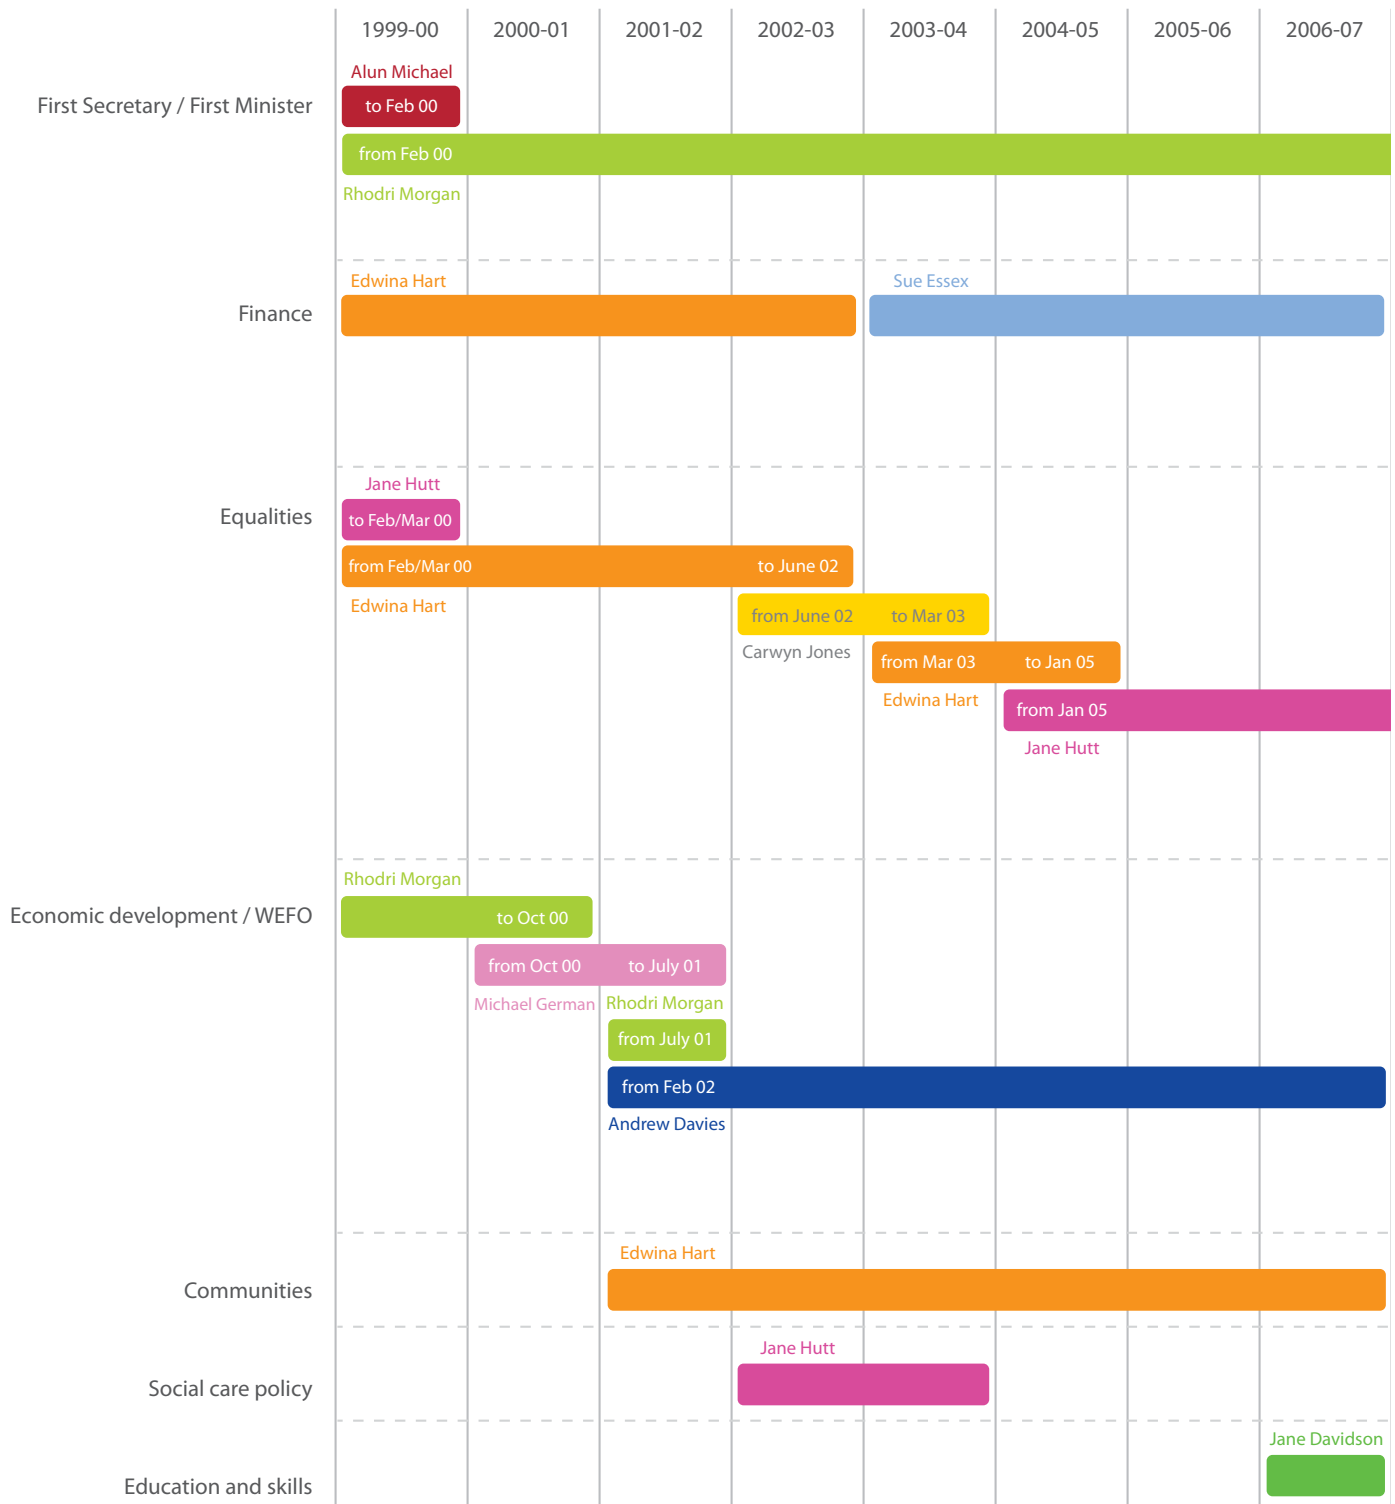 1999-00 2000-01 2001-02 2002-03 2003-04 2004-05 2005-06 2006-07
Alun Michael
First Secretary / First Minister to Feb 00
from Feb 00
Rhodri Morgan
Edwina Hart Sue Essex
Finance
Jane Hutt
Equalities to Feb/Mar 00
from Feb/Mar 00 to June 02
Edwina Hart
from June 02 to Mar 03
Carwyn Jones
from Mar 03 to Jan 05
Edwina Hart
from Jan 05
Jane Hutt
Rhodri Morgan
Economic development / WEFO to Oct 00
from Oct 00 to July 01
Michael German Rhodri Morgan
from July 01
from Feb 02
Andrew Davies
Edwina Hart
Communities
Jane Hutt
Social care policy
Jane Davidson
Education and skills